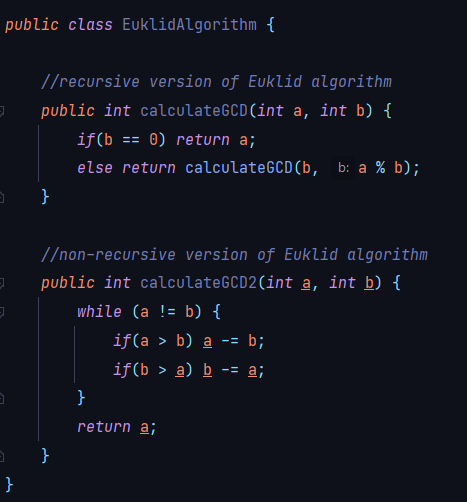 public class EuklidAlgorithm {
//recursive version of Euklid algorithm
public int calculateGCD(int a, int b) {
if(b == 0) return a;
else return calculateGCD(b, b: a % b);
}
//non-recursive version of Euklid algorithm
public int calculateGCD2(int a, int b) {
while (a != b) {
if(a > b) a -= b;
if(b > a) b -= a;
}
return a;
}
}